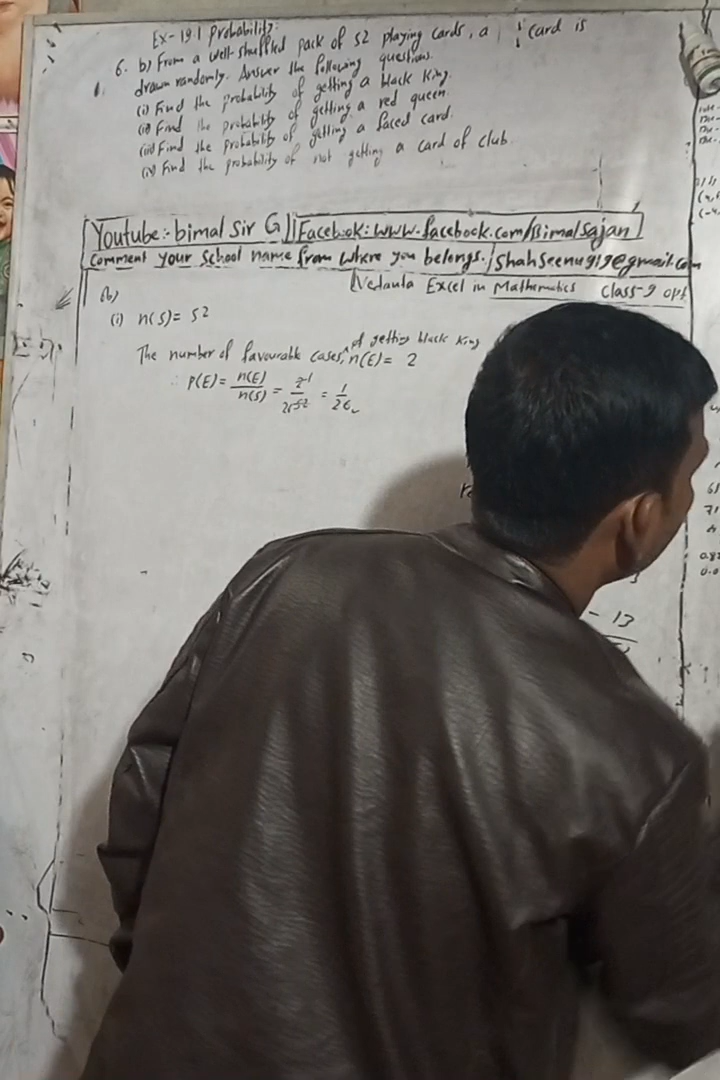 Ex-19.1 Probability:
6. b) From a well-shuffled pack of 52 playing cards, a card is
drawn randomly. Answer the following questions.
(i) Find the probability of getting a black king.
(ii) Find the probability of getting a red queen.
(iii) Find the probability of getting a faced card.
(iv) Find the probability of not getting a card of club.
Youtube:- bimal Sir G || Facebook: www.facebook.com/Bimalsajan
Comment your School name from where you belongs. /
Vedanta Excel in Mathematics Class-9 opt
6b)
(i) n(S) = 52
of getting black king
The number of favourable cases, n(E) = 2
∴ P(E) = n(E)/n(S) = 2/52 = 1/26
- 13